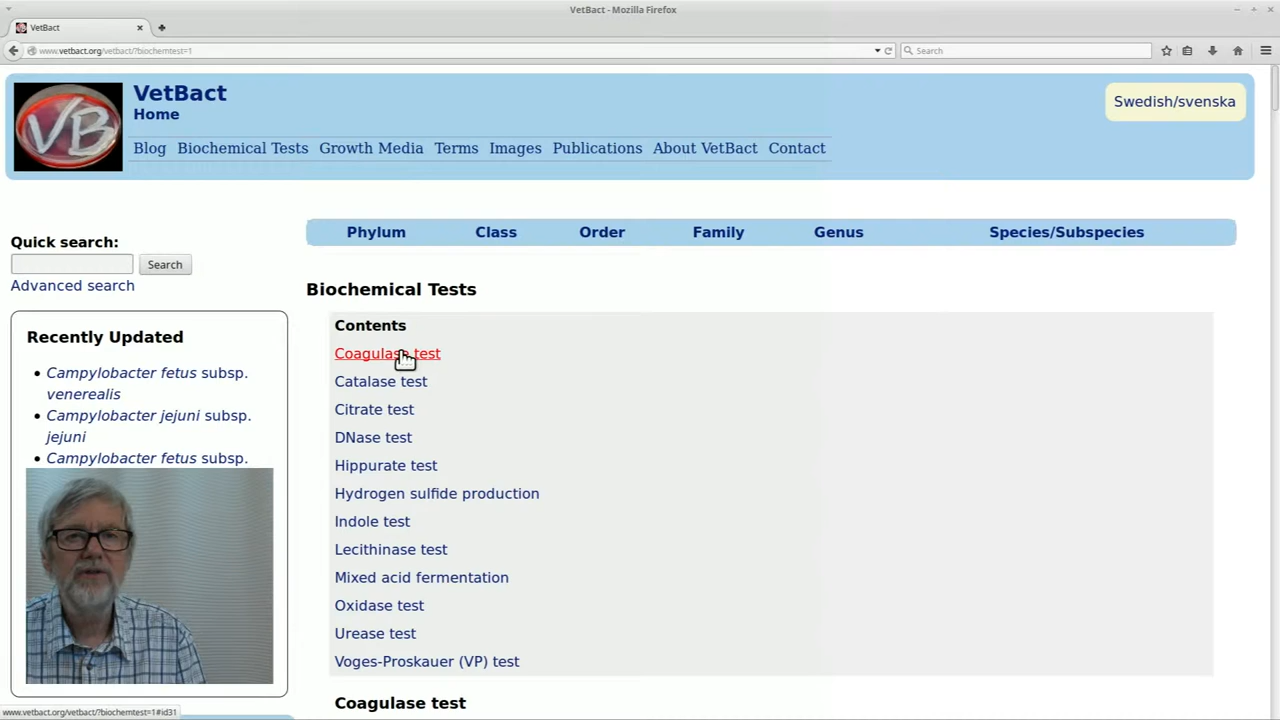 VetBact - Mozilla Firefox
VetBact
www.vetbact.org/vetbact/?biochemtest=1
Search
VB
VetBact
Home
Swedish/svenska
Blog Biochemical Tests Growth Media Terms Images Publications About VetBact Contact
Phylum Class Order Family Genus Species/Subspecies
Quick search:
Search
Advanced search
Recently Updated
Campylobacter fetus subsp.
venerealis
Campylobacter jejuni subsp.
jejuni
Campylobacter fetus subsp.
Biochemical Tests
Contents
Coagulase test
Catalase test
Citrate test
DNase test
Hippurate test
Hydrogen sulfide production
Indole test
Lecithinase test
Mixed acid fermentation
Oxidase test
Urease test
Voges-Proskauer (VP) test
Coagulase test
www.vetbact.org/vetbact/?biochemtest=1#id31